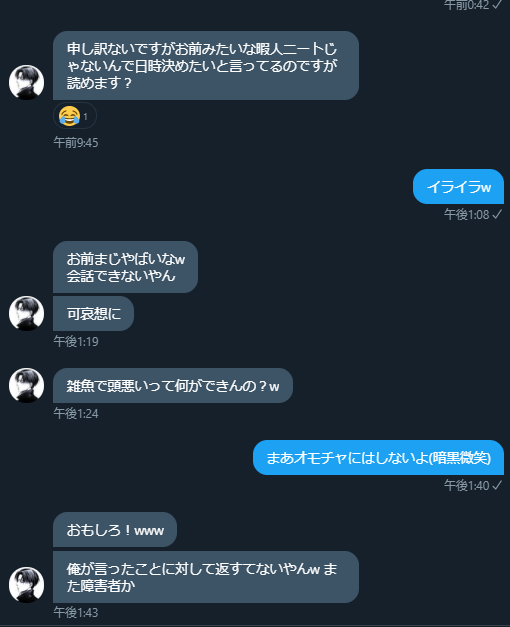 午前0:42✓
申し訳ないですがお前みたいな暇人ニートじ
ゃないんで日時決めたいと言ってるのですが
読めます？
😂 1
午前9:45
イライラw
午後1:08✓
お前まじやばいなw
会話できないやん
可哀想に
午後1:19
雑魚で頭悪いって何ができんの？w
午後1:24
まあオモチャにはしないよ(暗黒微笑)
午後1:40✓
おもしろ！www
俺が言ったことに対して返すてないやんw ま
た障害者か
午後1:43